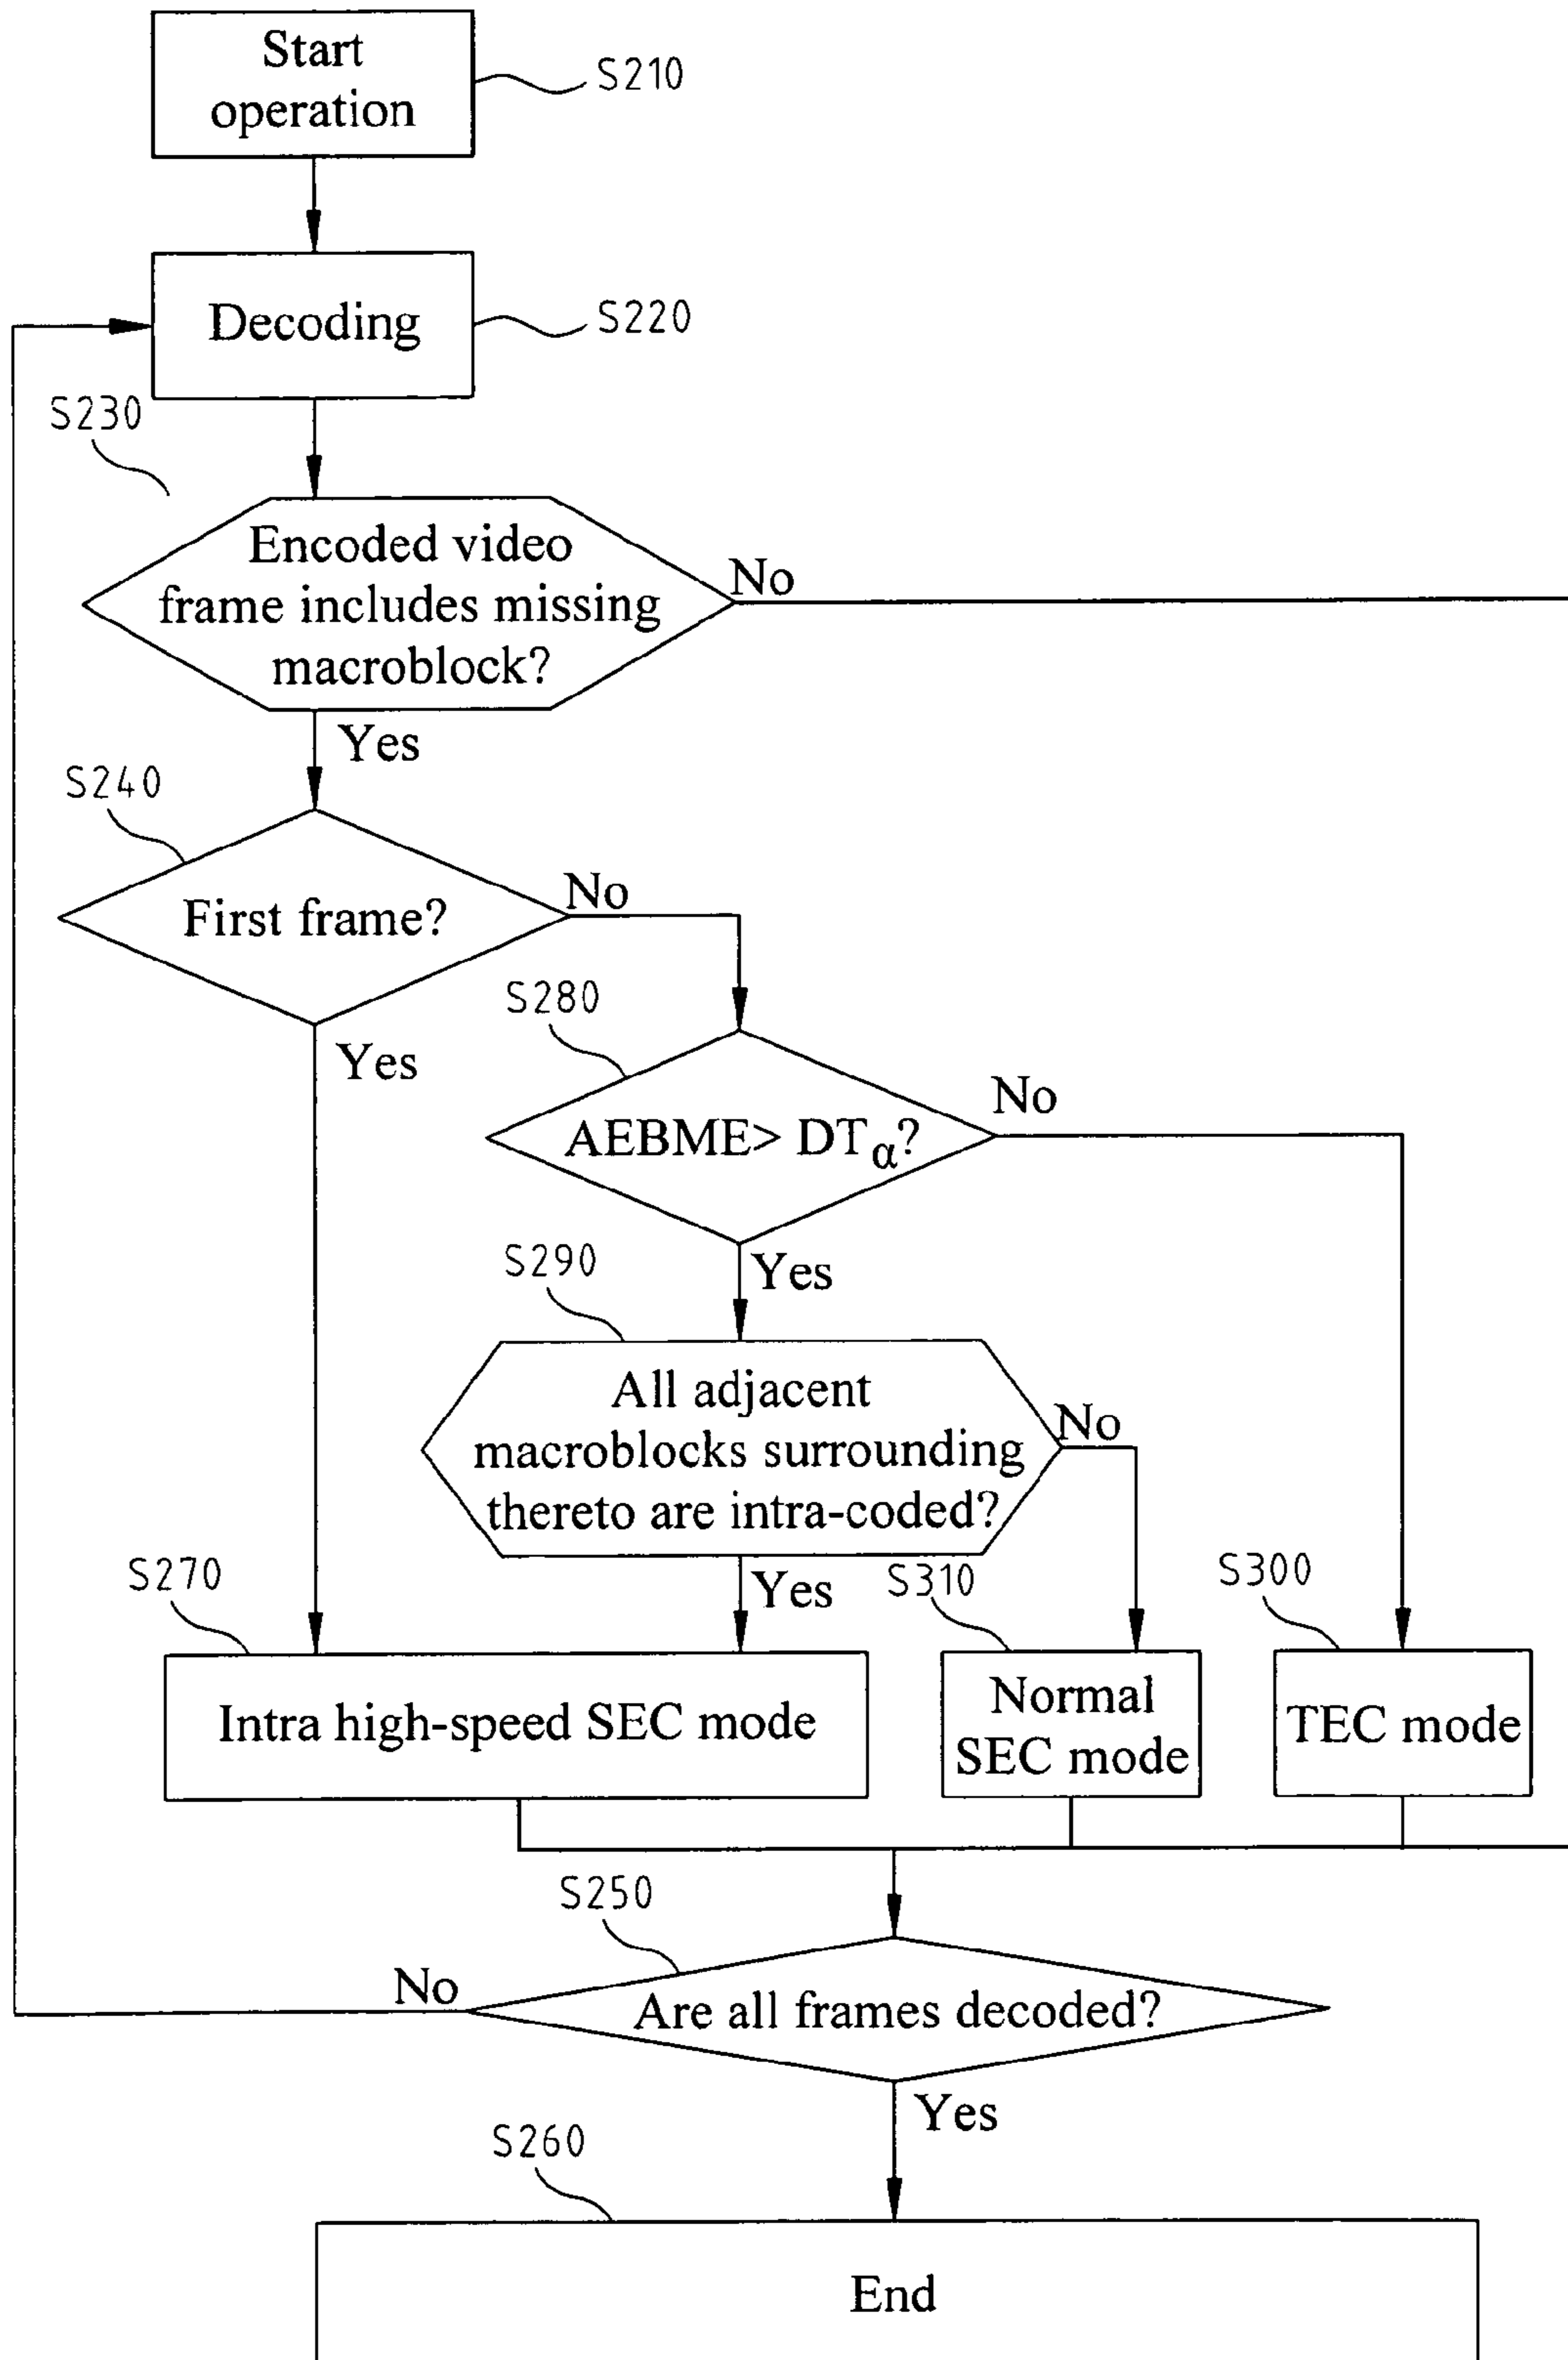 Start
operation
S210
Decoding
S220
S230
Encoded video
frame includes missing
macroblock?
No
Yes
S240
First frame?
No
Yes
S280
AEBME> DTα?
No
Yes
S290
All adjacent
macroblocks surrounding
thereto are intra-coded?
No
Yes
S270
Intra high-speed SEC mode
S310
Normal
SEC mode
S300
TEC mode
S250
Are all frames decoded?
No
Yes
S260
End